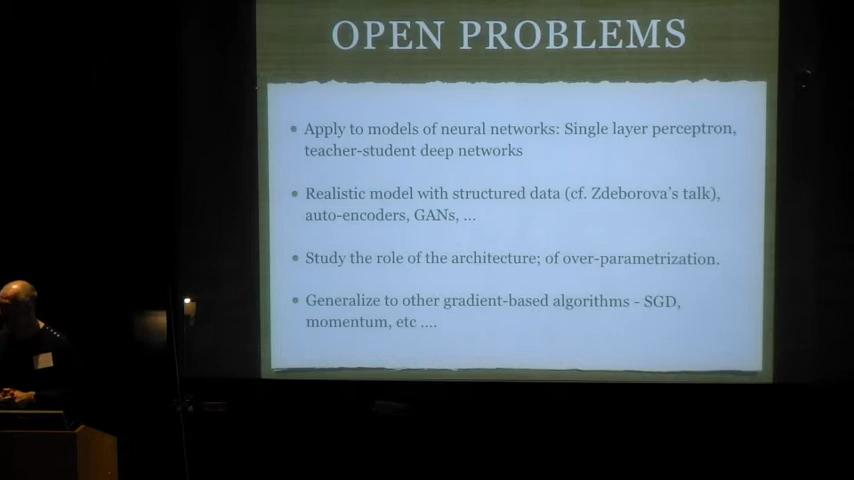 OPEN PROBLEMS
• Apply to models of neural networks: Single layer perceptron,
teacher-student deep networks
• Realistic model with structured data (cf. Zdeborova's talk),
auto-encoders, GANs, ...
• Study the role of the architecture; of over-parametrization.
• Generalize to other gradient-based algorithms - SGD,
momentum, etc ....